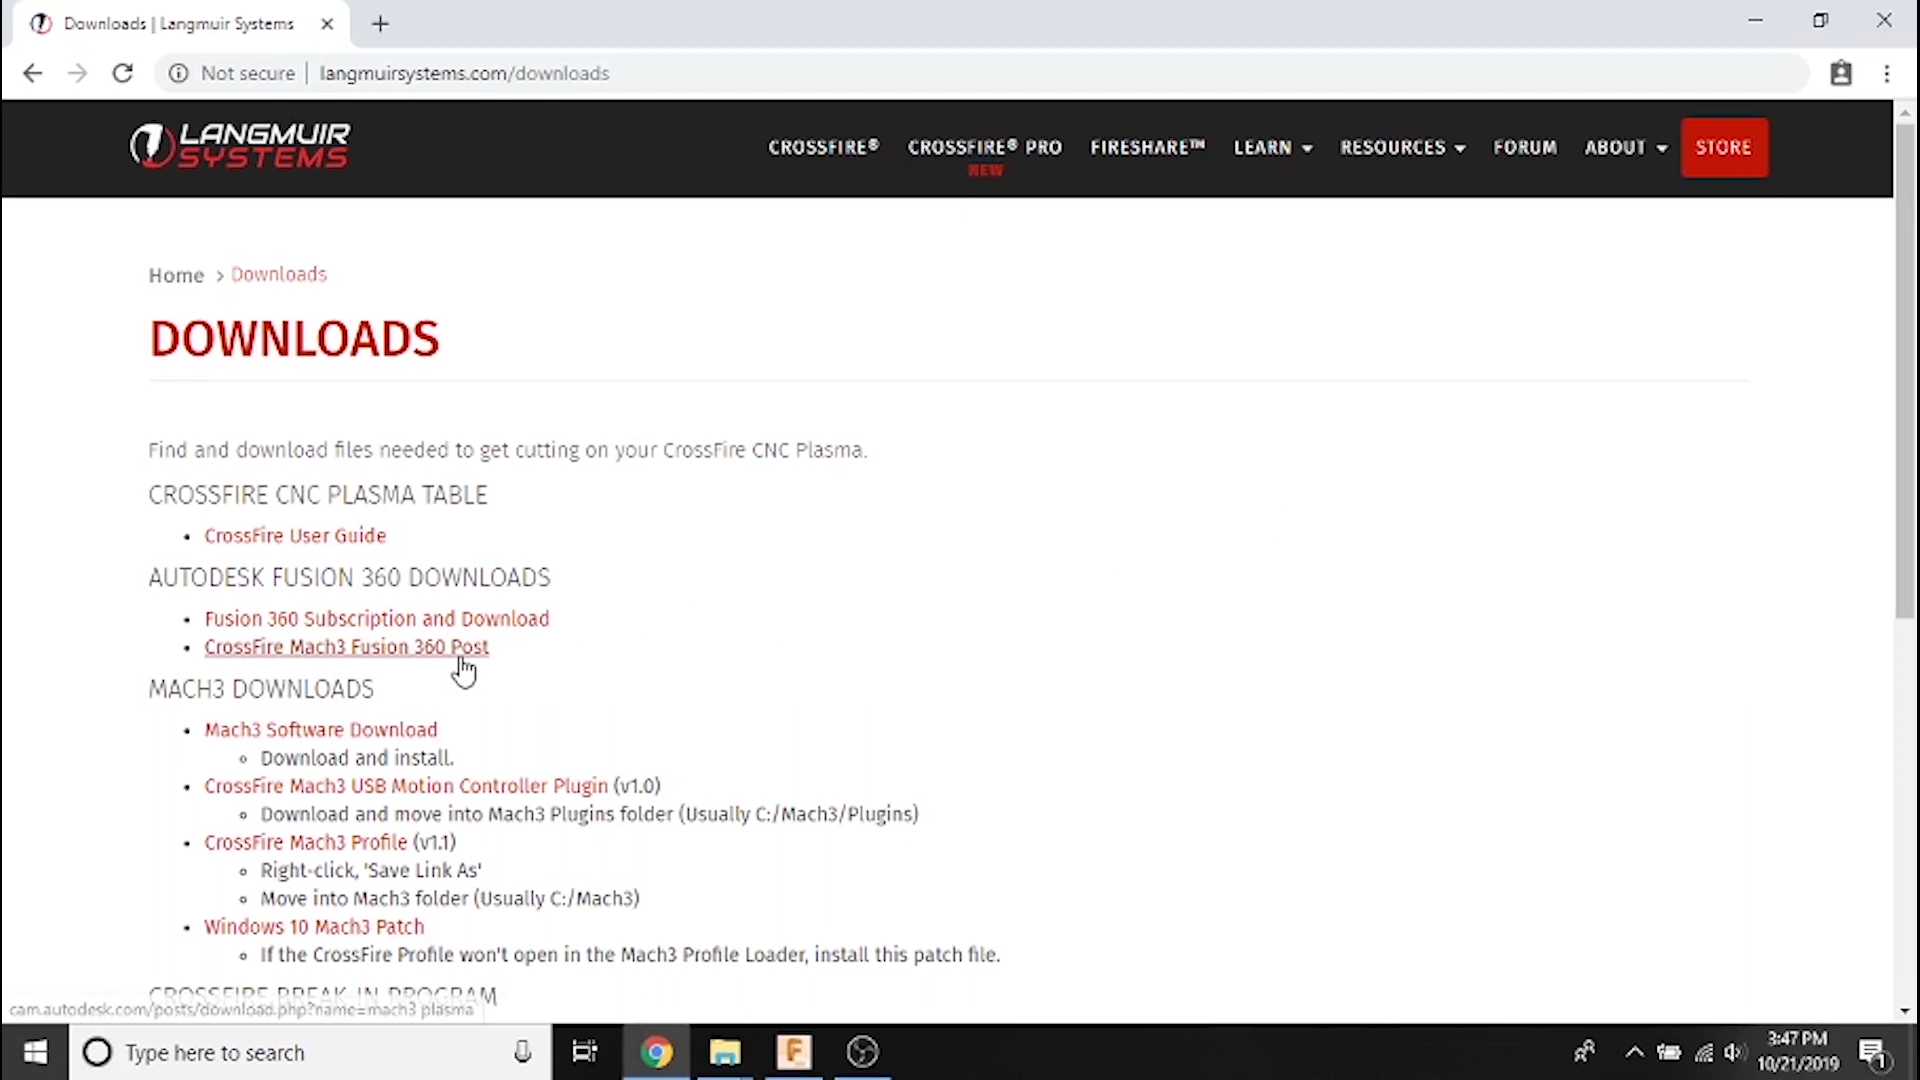 Downloads | Langmuir Systems
Not secure | langmuirsystems.com/downloads
LANGMUIR
SYSTEMS
CROSSFIRE® CROSSFIRE® PRO FIRESHARE™ LEARN RESOURCES FORUM ABOUT STORE
NEW
Home > Downloads
DOWNLOADS
Find and download files needed to get cutting on your CrossFire CNC Plasma.
CROSSFIRE CNC PLASMA TABLE
• CrossFire User Guide
AUTODESK FUSION 360 DOWNLOADS
• Fusion 360 Subscription and Download
• CrossFire Mach3 Fusion 360 Post
MACH3 DOWNLOADS
• Mach3 Software Download
◦ Download and install.
• CrossFire Mach3 USB Motion Controller Plugin (v1.0)
◦ Download and move into Mach3 Plugins folder (Usually C:/Mach3/Plugins)
• CrossFire Mach3 Profile (v1.1)
◦ Right-click, 'Save Link As'
◦ Move into Mach3 folder (Usually C:/Mach3)
• Windows 10 Mach3 Patch
◦ If the CrossFire Profile won't open in the Mach3 Profile Loader, install this patch file.
CROSSFIRE BREAK-IN PROGRAM
cam.autodesk.com/posts/download.php?name=mach3 plasma
Type here to search
3:47 PM
10/21/2019
1